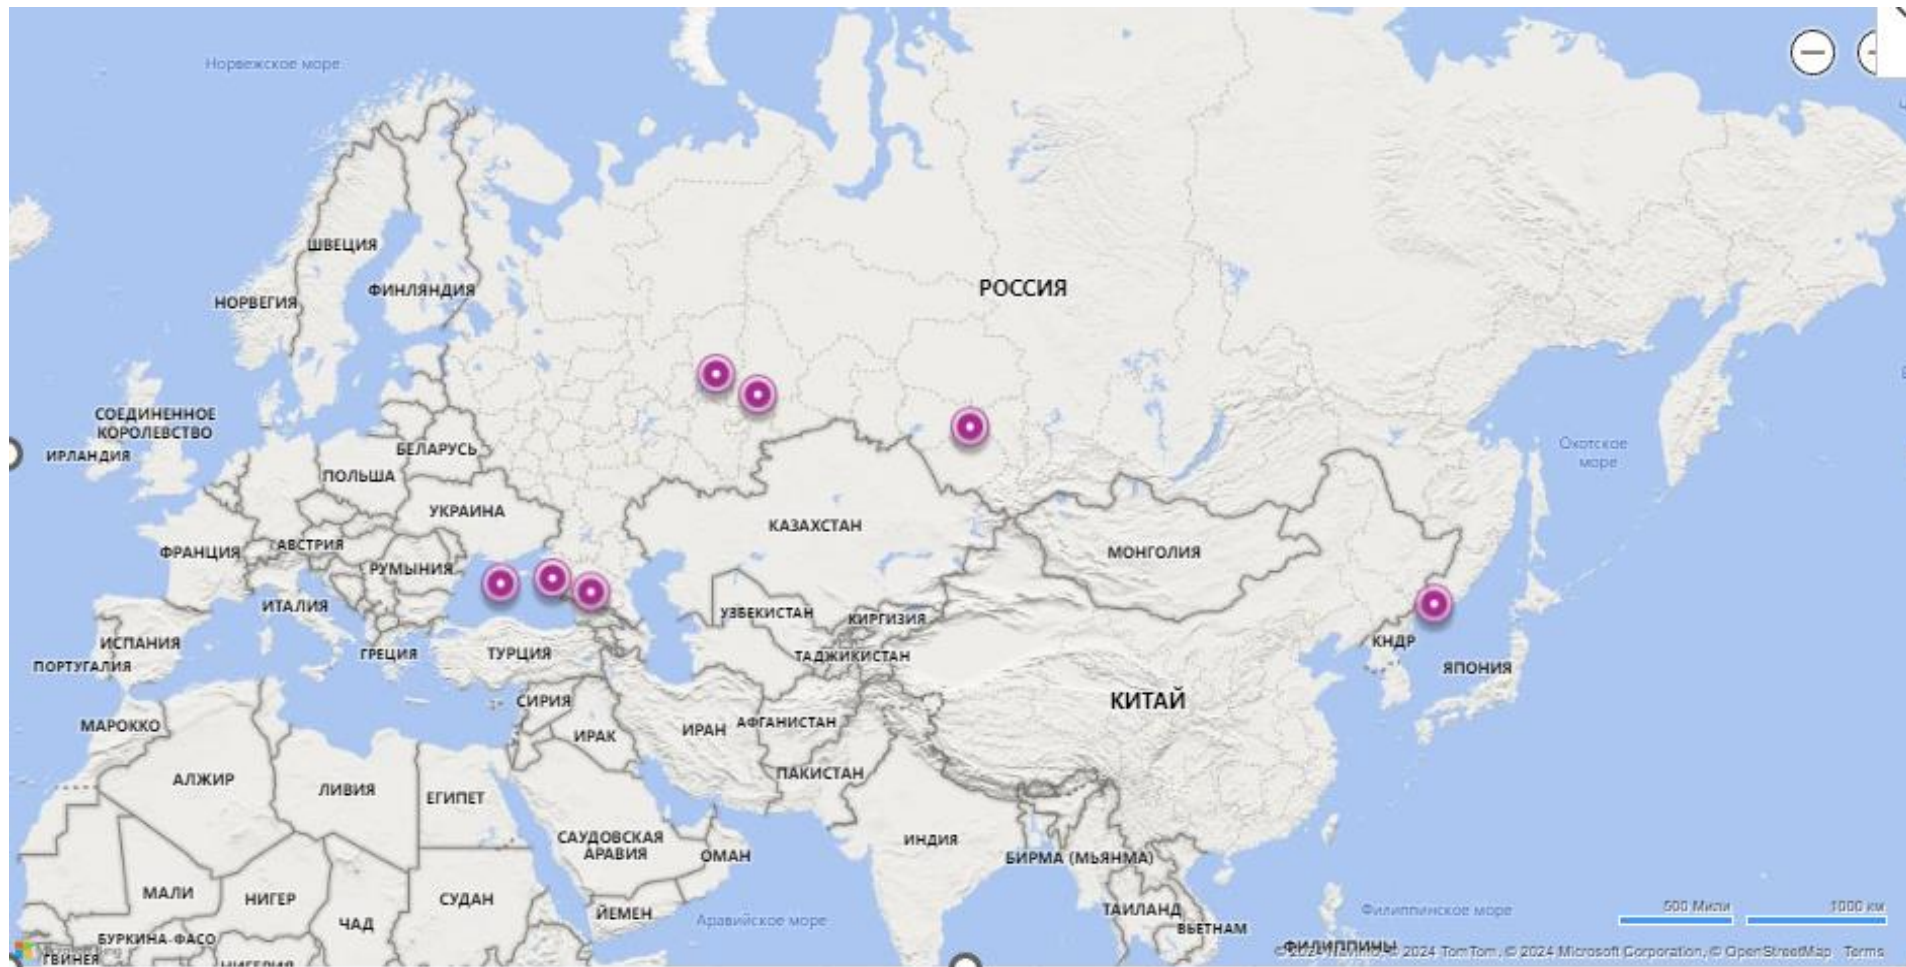 Норвежское море
ШВЕЦИЯ
РОССИЯ
ФИНЛЯНДИЯ
НОРВЕГИЯ
СОЕДИНЕННОЕ
КОРОЛЕВСТВО
ИРЛАНДИЯ
БЕЛАРУСЬ
Охотское
море
ПОЛЬША
УКРАИНА
КАЗАХСТАН
ФРАНЦИЯ
АВСТРИЯ
МОНГОЛИЯ
РУМЫНИЯ
ИТАЛИЯ
УЗБЕКИСТАН
КИРГИЗИЯ
ИСПАНИЯ
КНДР
ПОРТУГАЛИЯ
ГРЕЦИЯ
ТУРЦИЯ
ТАДЖИКИСТАН
ЯПОНИЯ
СИРИЯ
КИТАЙ
МАРОККО
ИРАК
ИРАН
АФГАНИСТАН
АЛЖИР
ЛИВИЯ
ЕГИПЕТ
ПАКИСТАН
САУДОВСКАЯ
АРАВИЯ
ОМАН
ИНДИЯ
БИРМА (МЬЯНМА)
МАЛИ
НИГЕР
СУДАН
ЧАД
ЙЕМЕН
Аравийское море
ТАИЛАНД
ВЬЕТНАМ
Филиппинское море
500 Мили
1000 км
БУРКИНА-ФАСО
ГВИНЕЯ
НИГЕРИЯ
ФИЛИППИНЫ
© 2024 TomTom, © 2024 Microsoft Corporation, © OpenStreetMap Terms